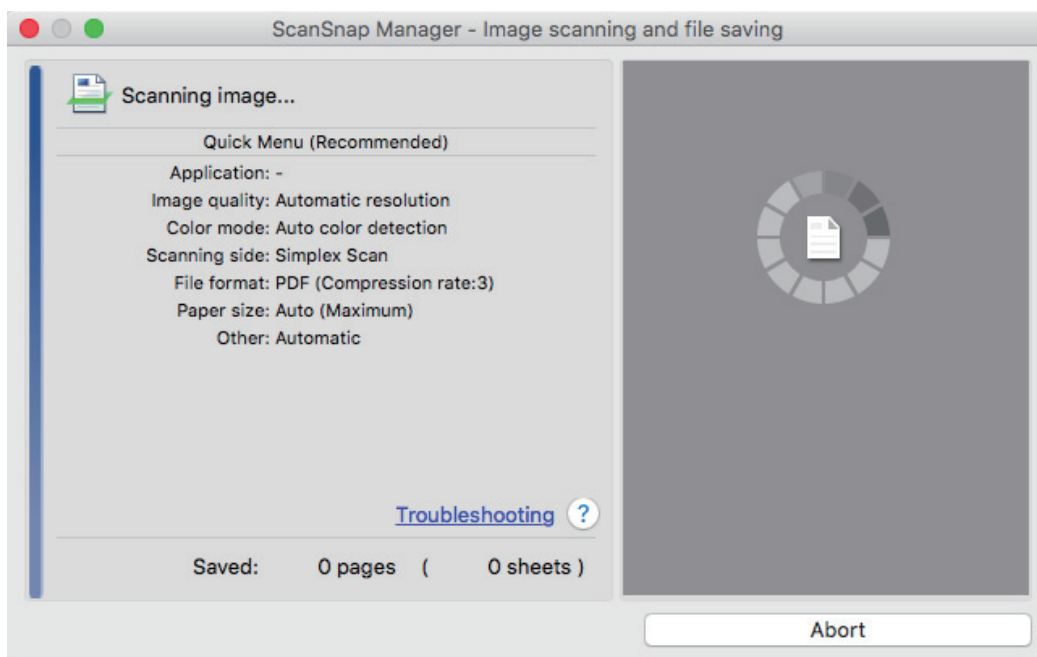 ScanSnap Manager - Image scanning and file saving
Scanning image...
Quick Menu (Recommended)
Application: -
Image quality: Automatic resolution
Color mode: Auto color detection
Scanning side: Simplex Scan
File format: PDF (Compression rate:3)
Paper size: Auto (Maximum)
Other: Automatic
Troubleshooting ?
Saved: 0 pages ( 0 sheets )
Abort